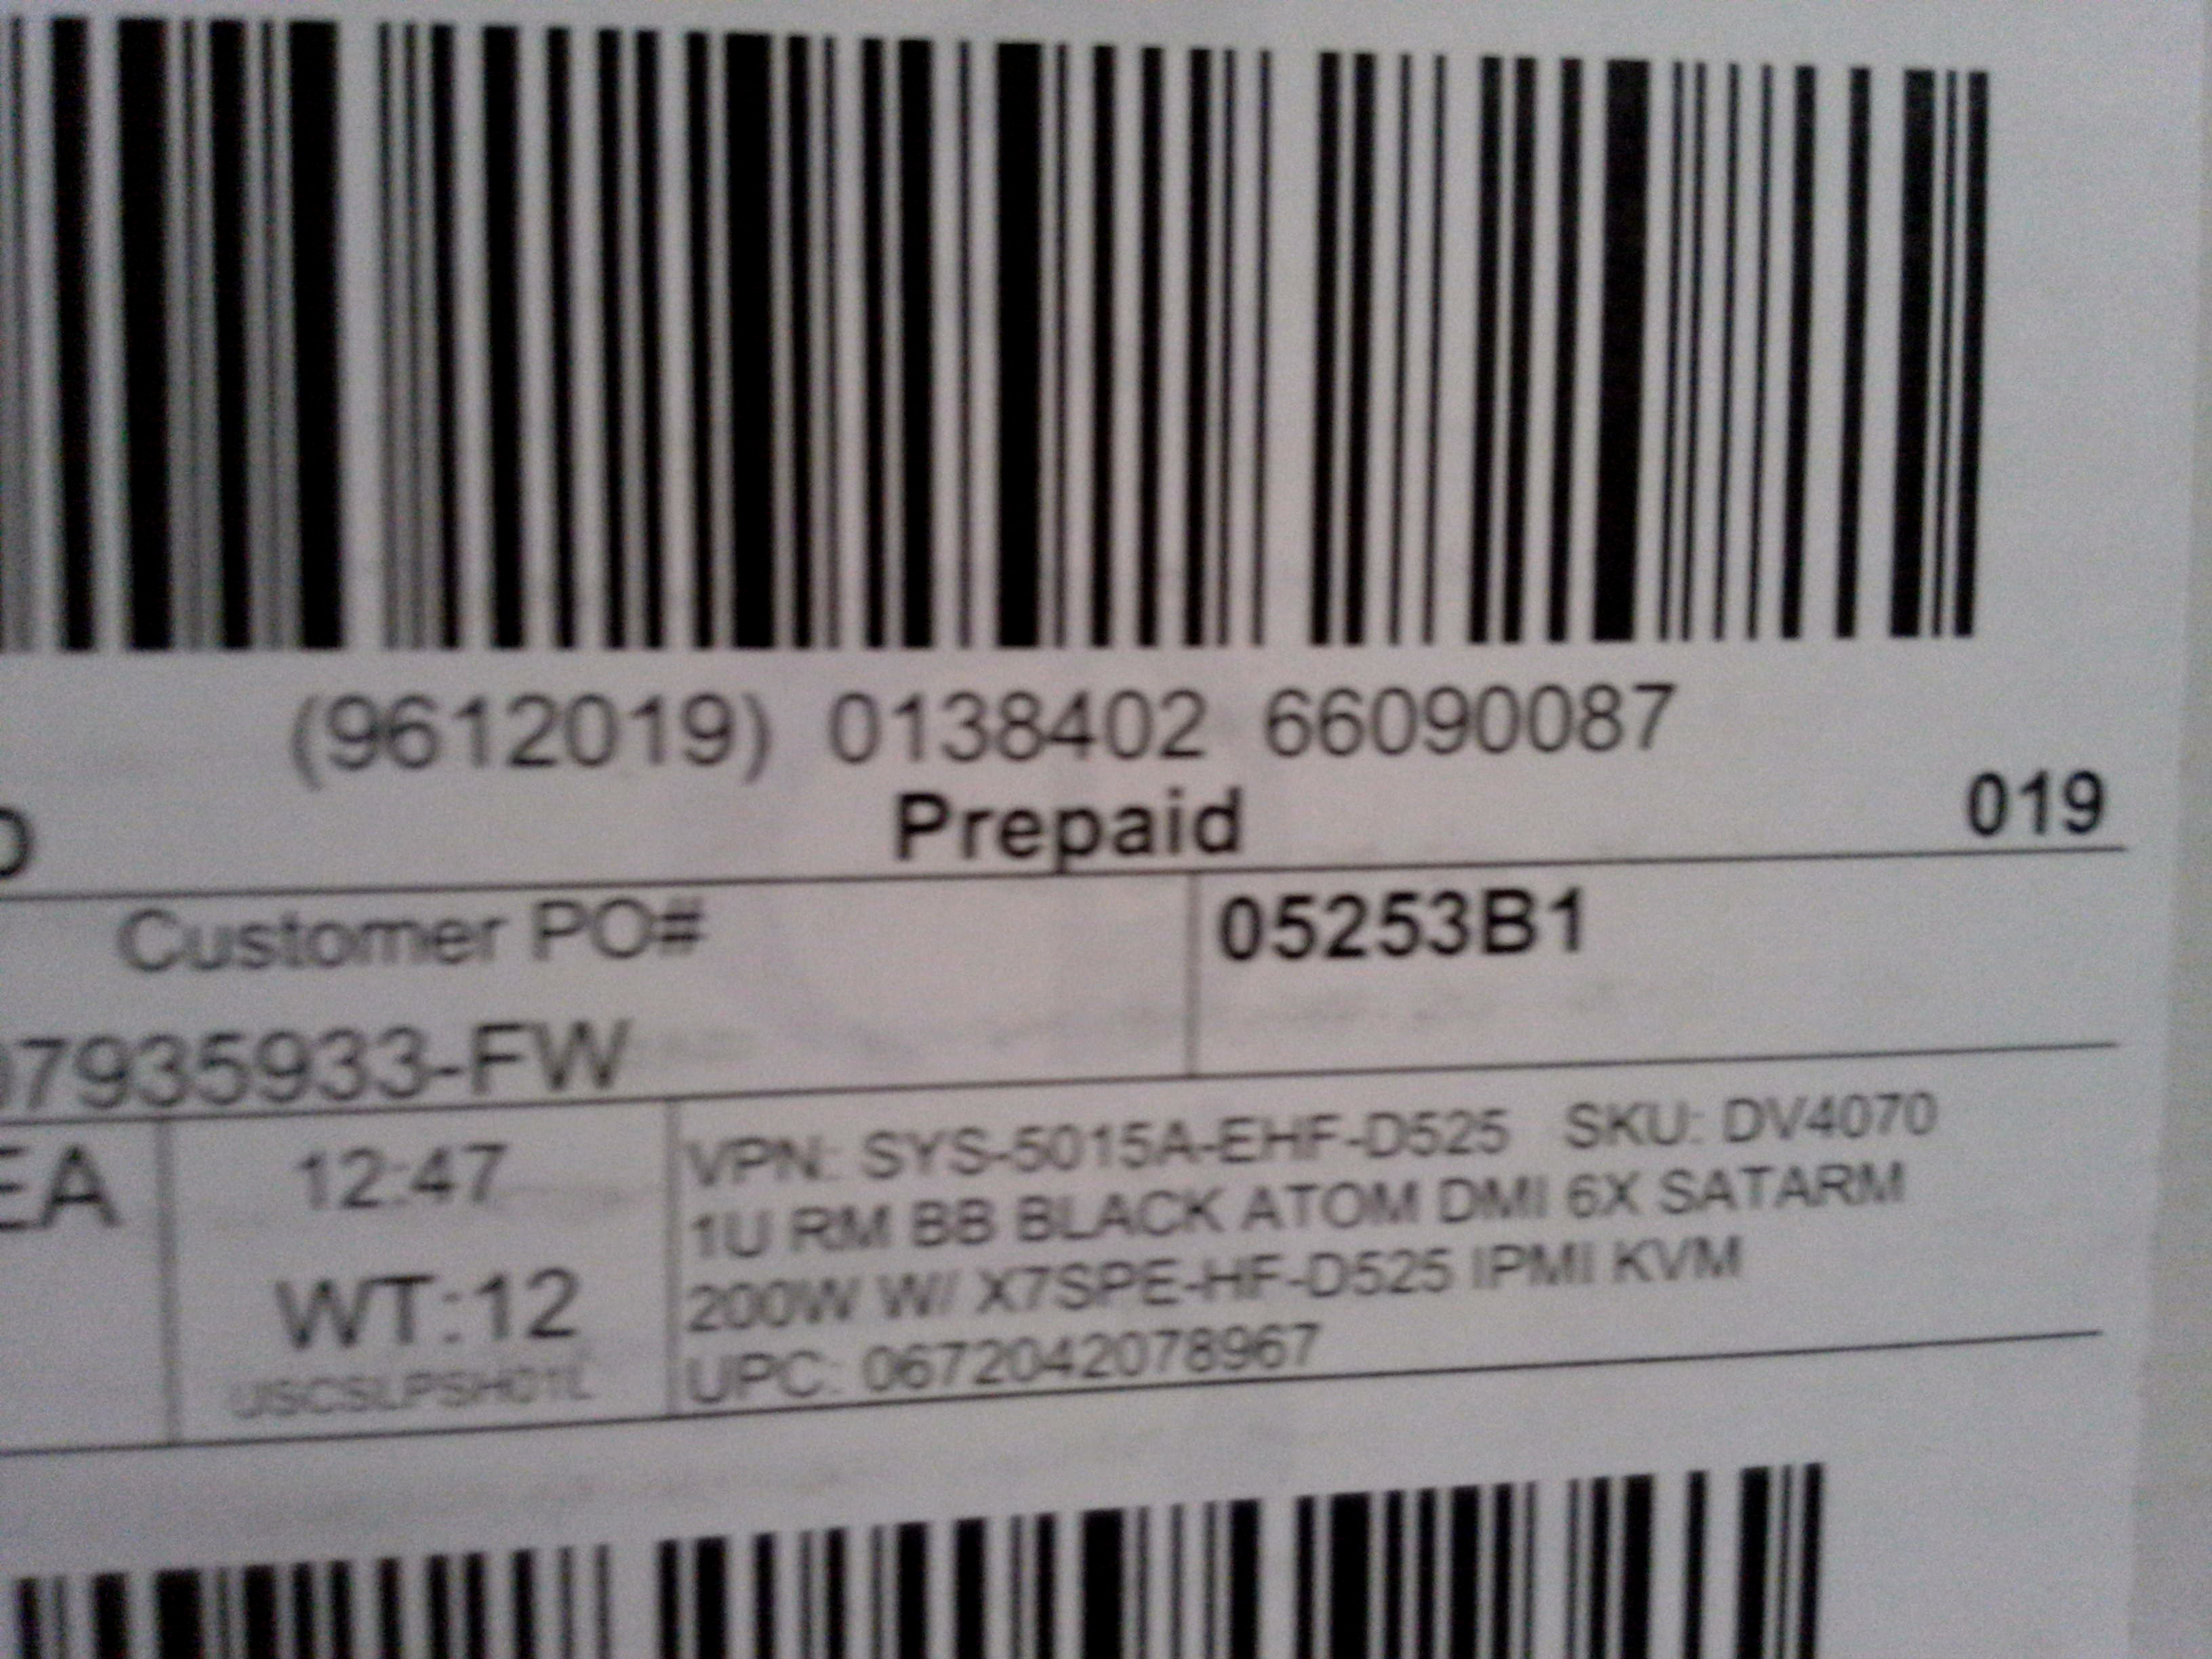 (9612019) 0138402 66090087
Prepaid 019
Customer PO# 05253B1
7935933-FW
EA 12:47 VPN: SYS-5015A-EHF-D525 SKU: DV4070
1U RM BB BLACK ATOM DMI 6X SATARM
WT:12 200W W/ X7SPE-HF-D525 IPMI KVM
UPC: 0672042078967